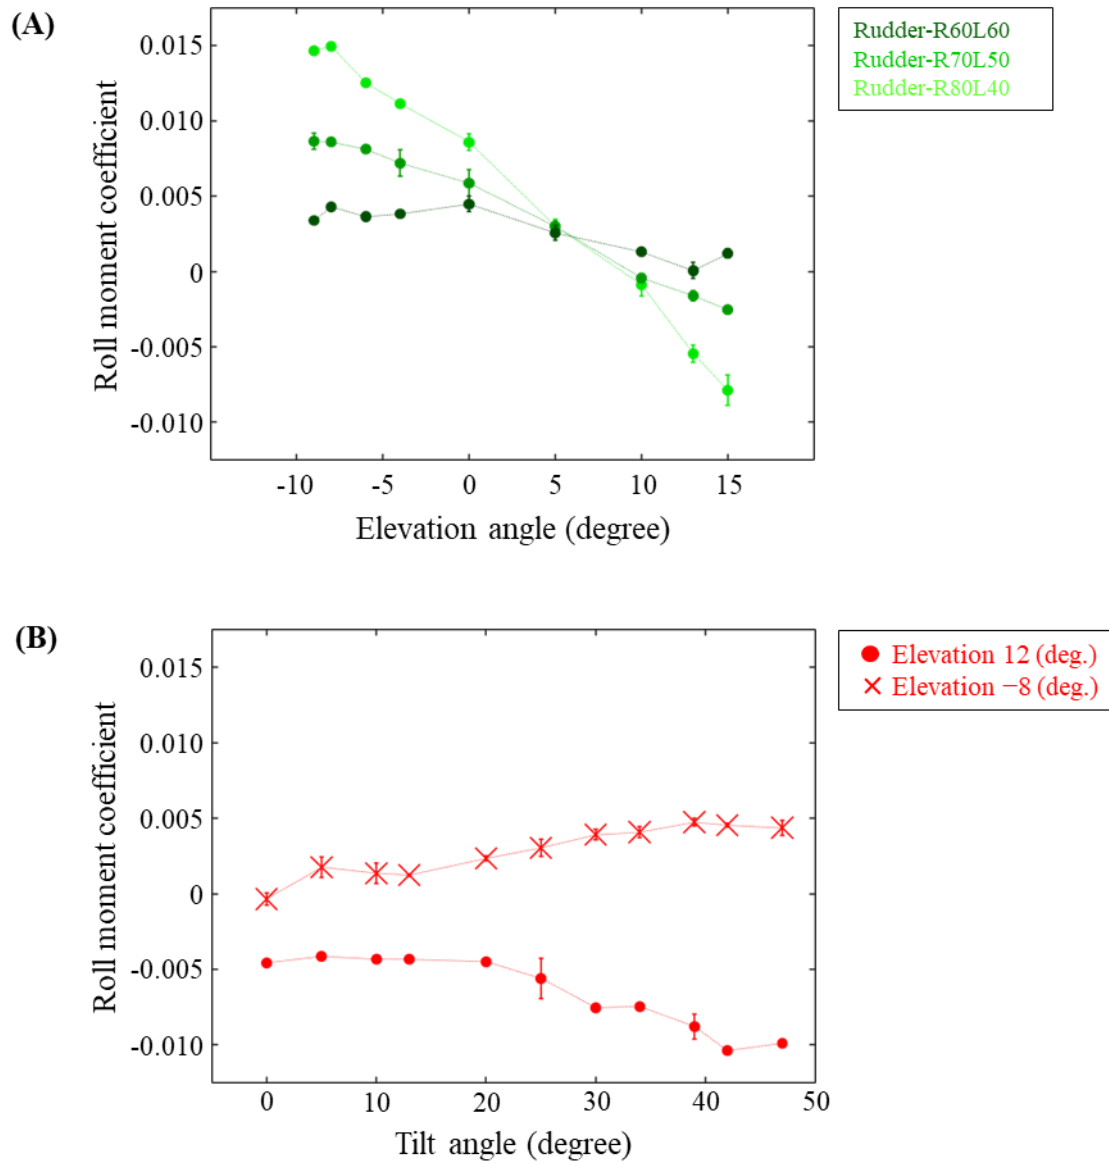 (A)
Roll moment coefficient
0.015
0.010
0.005
0
-0.005
-0.010
-10 -5 0 5 10 15
Elevation angle (degree)
Rudder-R60L60
Rudder-R70L50
Rudder-R80L40
(B)
Roll moment coefficient
0.015
0.010
0.005
0
-0.005
-0.010
0 10 20 30 40 50
Tilt angle (degree)
Elevation 12 (deg.)
Elevation −8 (deg.)